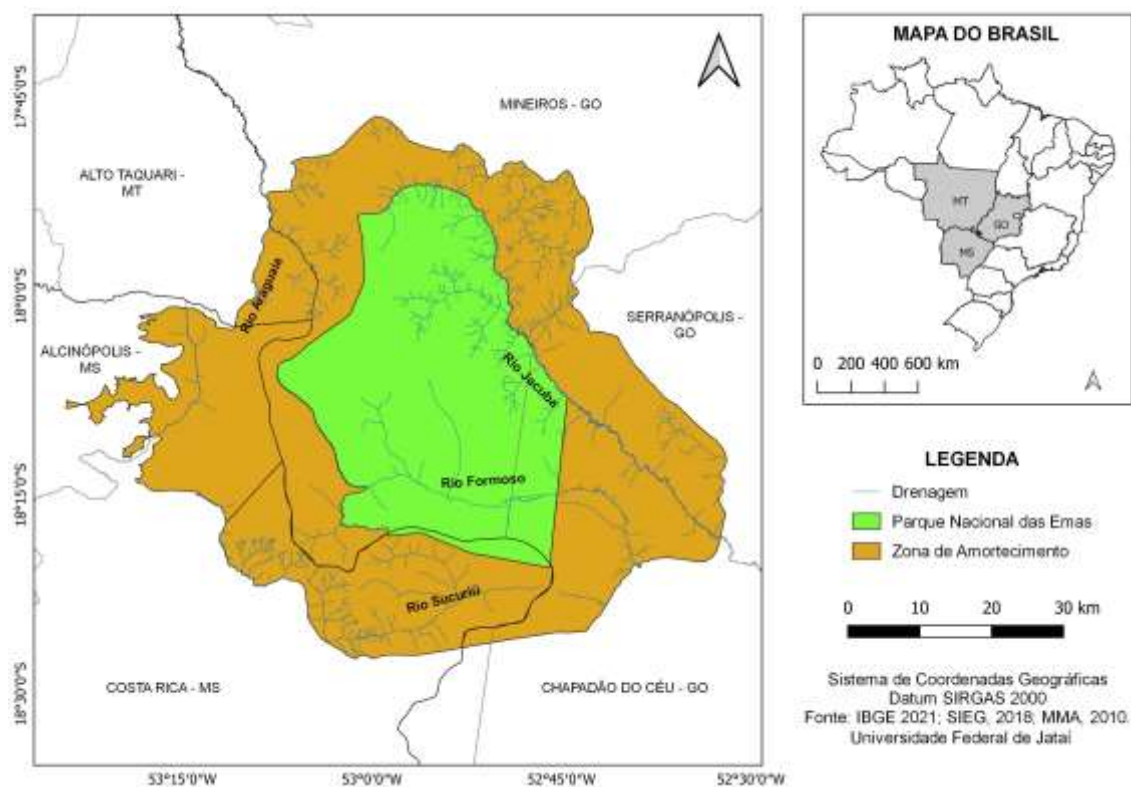 17°45'0"S
18°0'0"S
18°15'0"S
18°30'0"S
MINEIROS - GO
ALTO TAQUARI -
MT
Rio Araguaia
SERRANÓPOLIS -
GO
ALCINÓPOLIS -
MS
Rio Jacuba
Rio Formoso
Rio Sucuriú
COSTA RICA - MS
CHAPADÃO DO CÉU - GO
53°15'0"W
53°0'0"W
52°45'0"W
52°30'0"W
MAPA DO BRASIL
MT
GO
MS
0 200 400 600 km
LEGENDA
Drenagem
Parque Nacional das Emas
Zona de Amortecimento
0 10 20 30 km
Sistema de Coordenadas Geográficas
Datum SIRGAS 2000
Fonte: IBGE 2021; SIEG, 2018; MMA, 2010.
Universidade Federal de Jataí